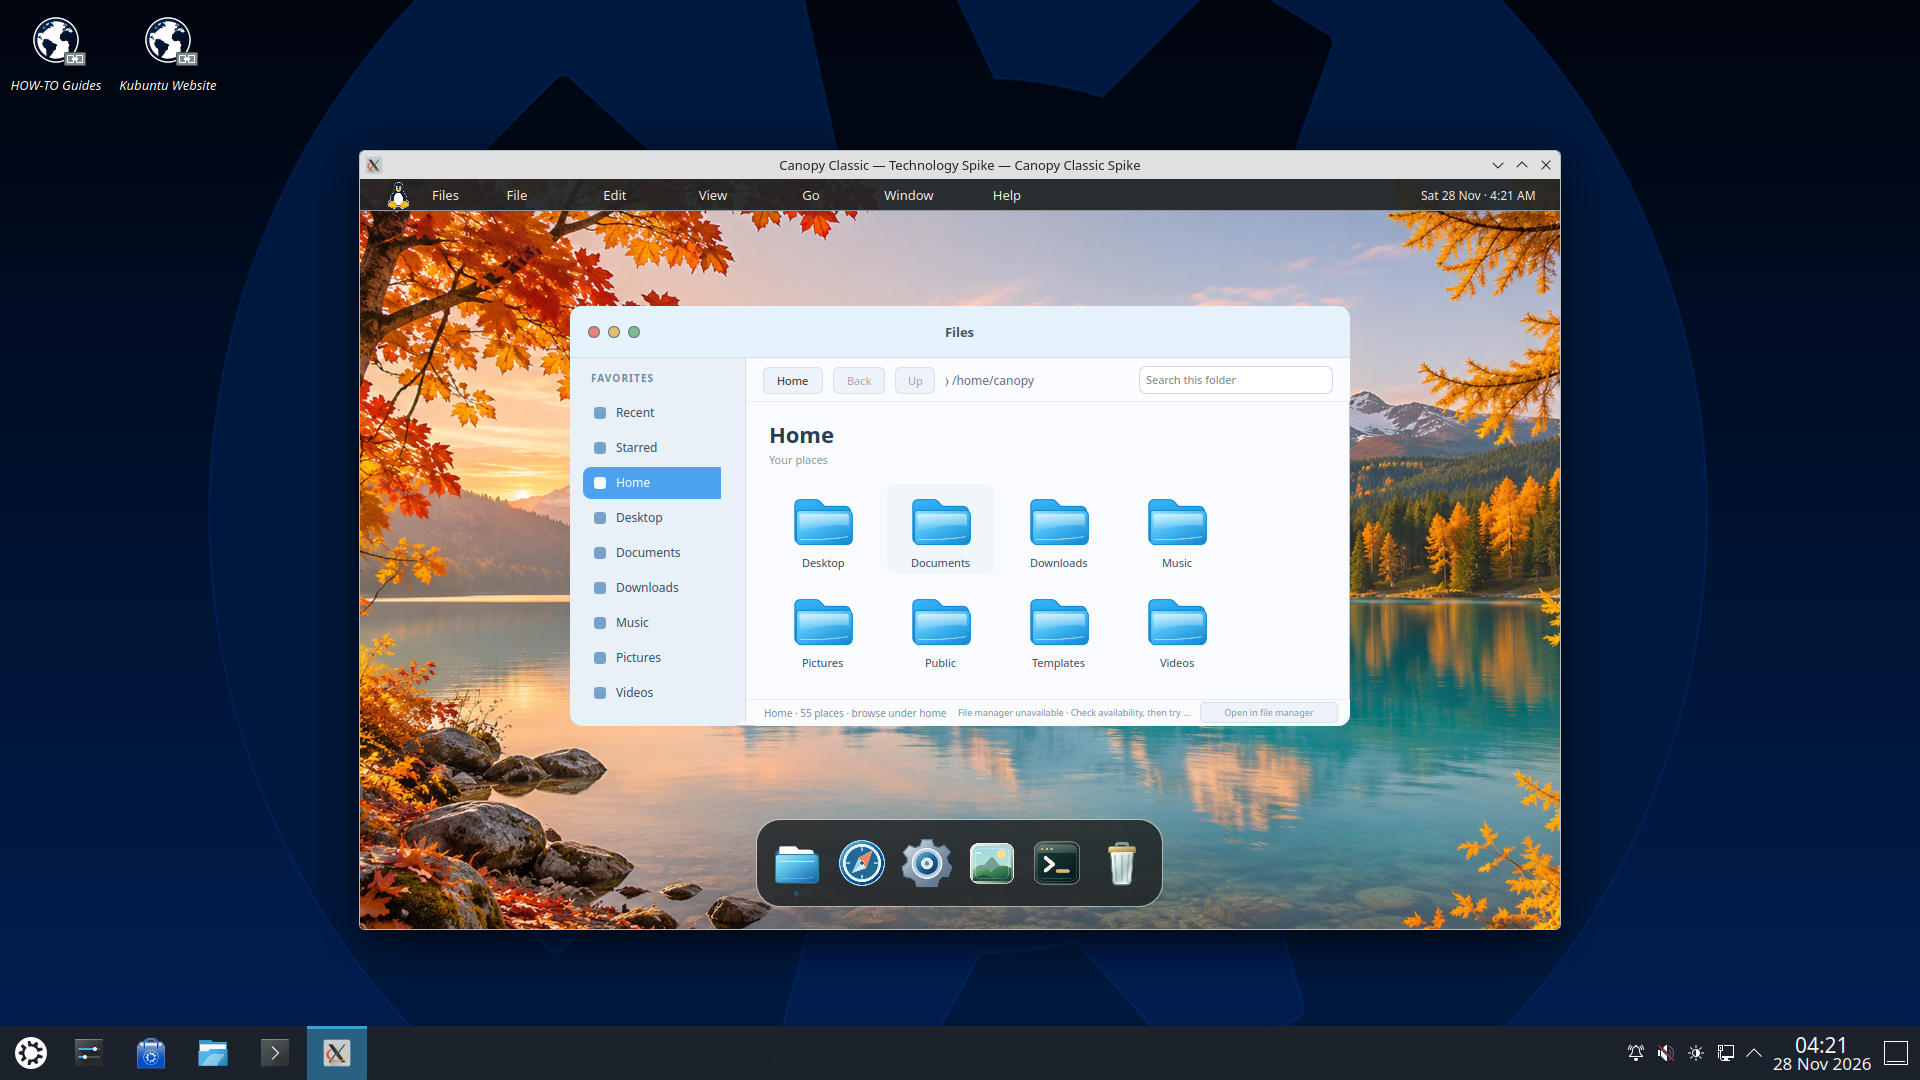 HOW-TO Guides
Kubuntu Website
Canopy Classic — Technology Spike — Canopy Classic Spike
Files File Edit View Go Window Help Sat 28 Nov · 4:21 AM
Files
FAVORITES
Recent
Starred
Home
Desktop
Documents
Downloads
Music
Pictures
Videos
Home Back Up › /home/canopy Search this folder
Home
Your places
Desktop Documents Downloads Music
Pictures Public Templates Videos
Home · 55 places · browse under home File manager unavailable · Check availability, then try ... Open in file manager
04:21
28 Nov 2026